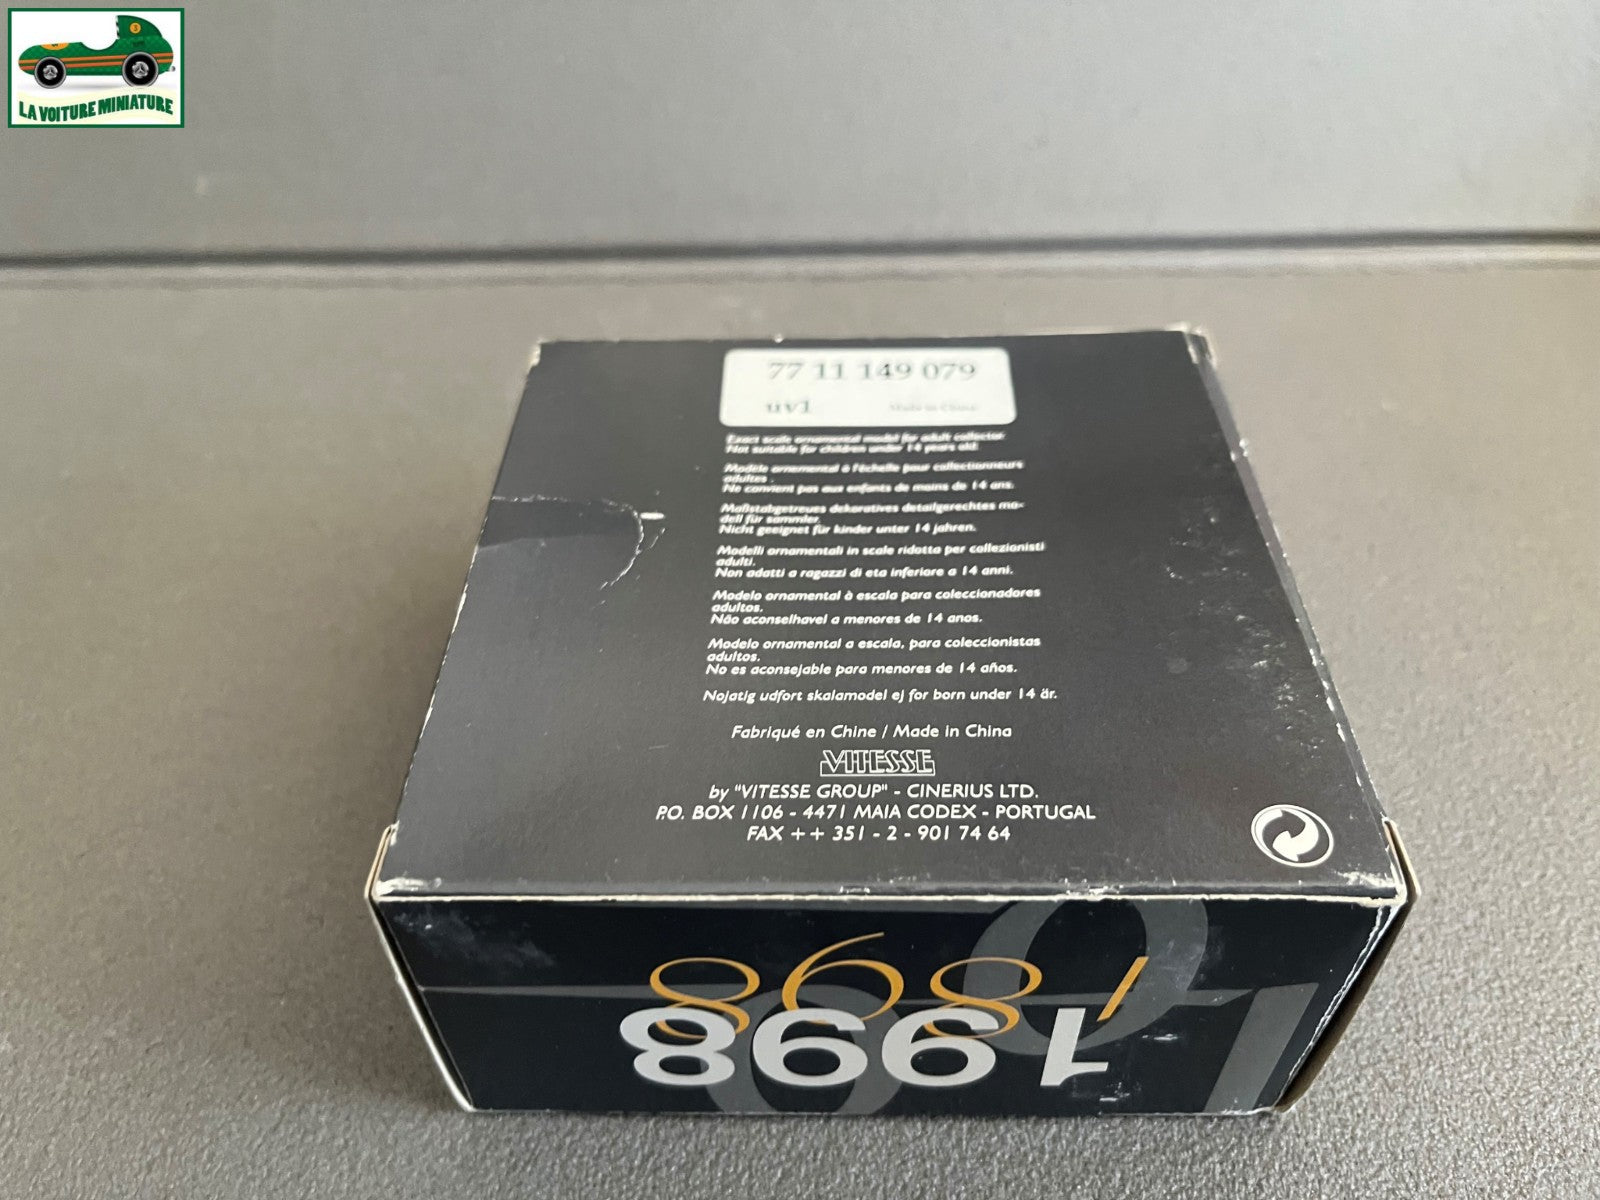 LA VOITURE MINIATURE
77 11 149 079
uv1 Made in China
Exact scale ornamental model for adult collector
Not suitable for children under 14 years old.
Modèle ornemental à l'échelle pour collectionneurs
adultes .
Ne convient pas aux enfants de moins de 14 ans.
Maßstabgetreues dekoratives detailgerechtes mo-
dell für sammler.
Nicht geeignet für kinder unter 14 jahren.
Modelli ornamentali in scale ridotta per collezionisti
adulti.
Non adatti a ragazzi di eta inferiore a 14 anni.
Modelo ornamental à escala para coleccionadores
adultos.
Não aconselhavel a menores de 14 anos.
Modelo ornamental a escala, para coleccionistas
adultos.
No es aconsejable para menores de 14 años.
Nojatig udfort skalamodel ej for born under 14 år.
Fabriqué en Chine / Made in China
VITESSE
by "VITESSE GROUP" - CINERIUS LTD.
P.O. BOX 1106 - 4471 MAIA CODEX - PORTUGAL
FAX ++ 351 - 2 - 901 74 64
1898
1998